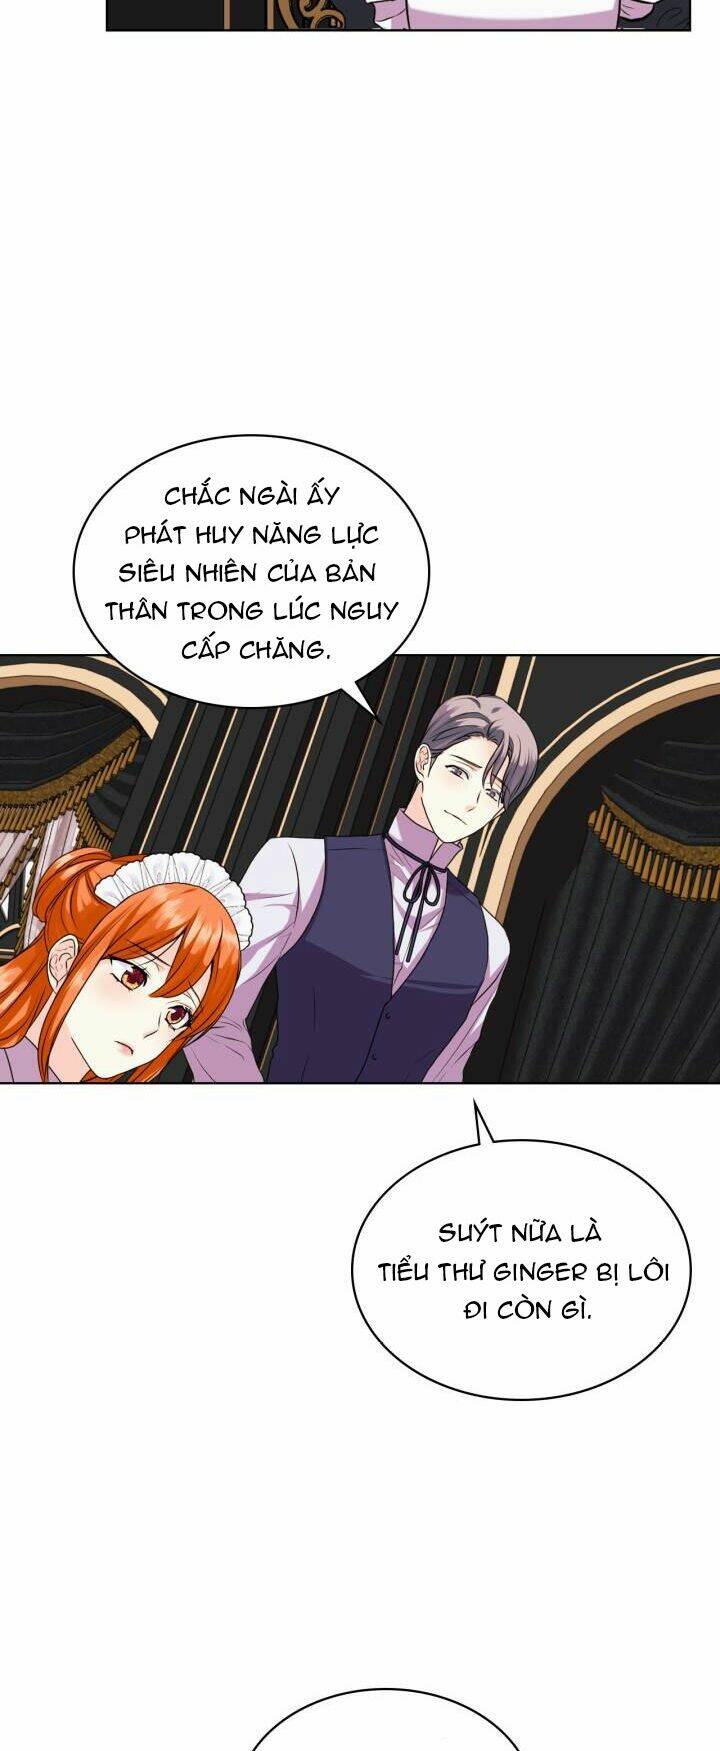 CHẮC NGÀI ẤY
PHÁT HUY NĂNG LỰC
SIÊU NHIÊN CỦA BẢN
THÂN TRONG LÚC NGUY
CẤP CHĂNG.
SUÝT NỮA LÀ
TIỂU THƯ GINGER BỊ LÔI
ĐI CÒN GÌ.